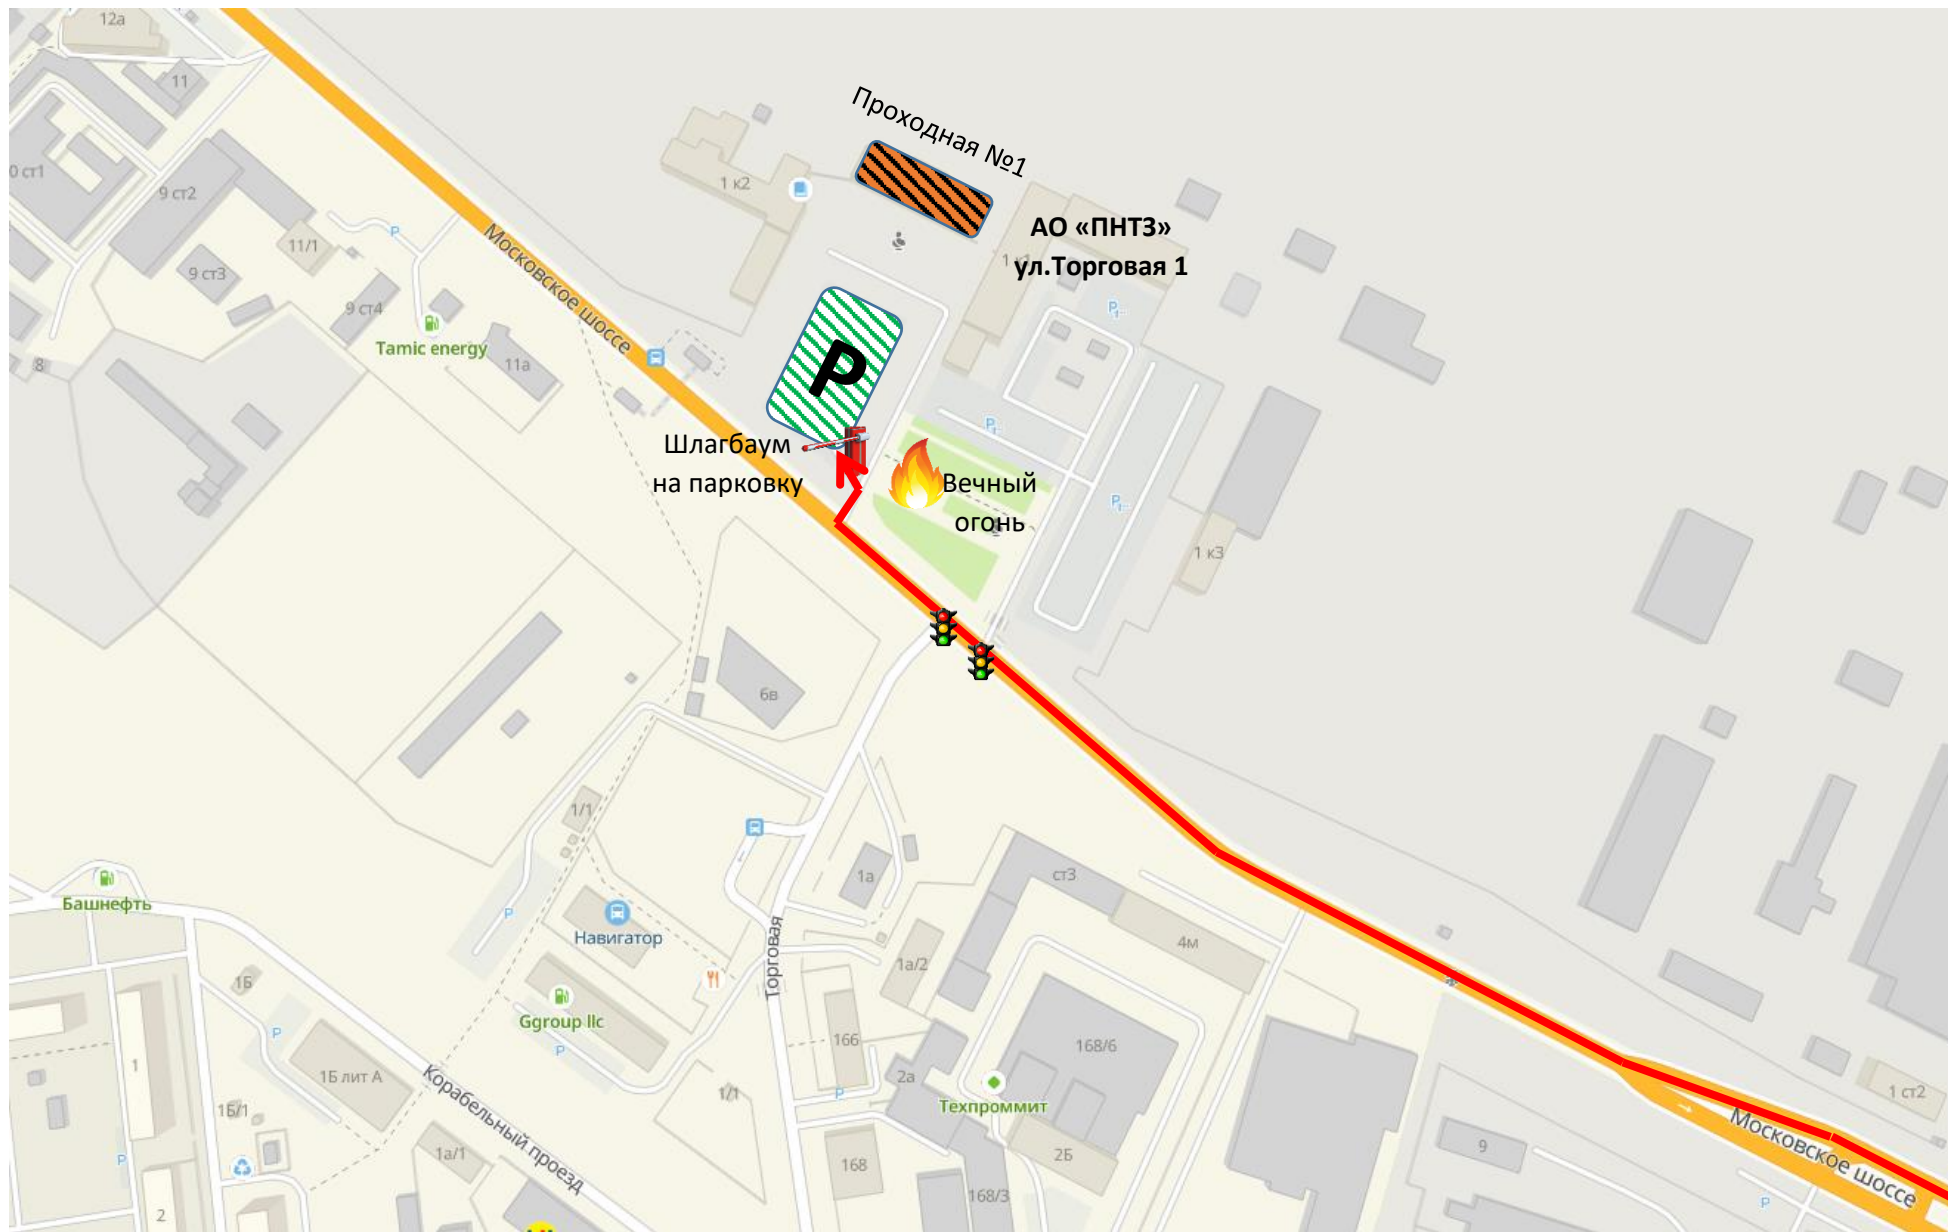 12а
11
Проходная №1
0 ст1
9 ст2
1 к2
АО «ПНТЗ»
ул.Торговая 1
11/1
P
9 ст3
Московское шоссе
9 ст4
P
Tamic energy
11а
8
P
P
Шлагбаум
на парковку
Вечный
огонь
P
1 к3
6в
1/1
1а
ст3
Башнефть
P
Навигатор
Торговая
4м
1а/2
1Б
Ggroup llc
P
P
166
168/6
1Б лит А
Корабельный проезд
2а
1
1/1
P
1 ст2
Техпроммит
1Б/1
Московское шоссе
9
1а/1
2Б
P
168
P
168/3
2